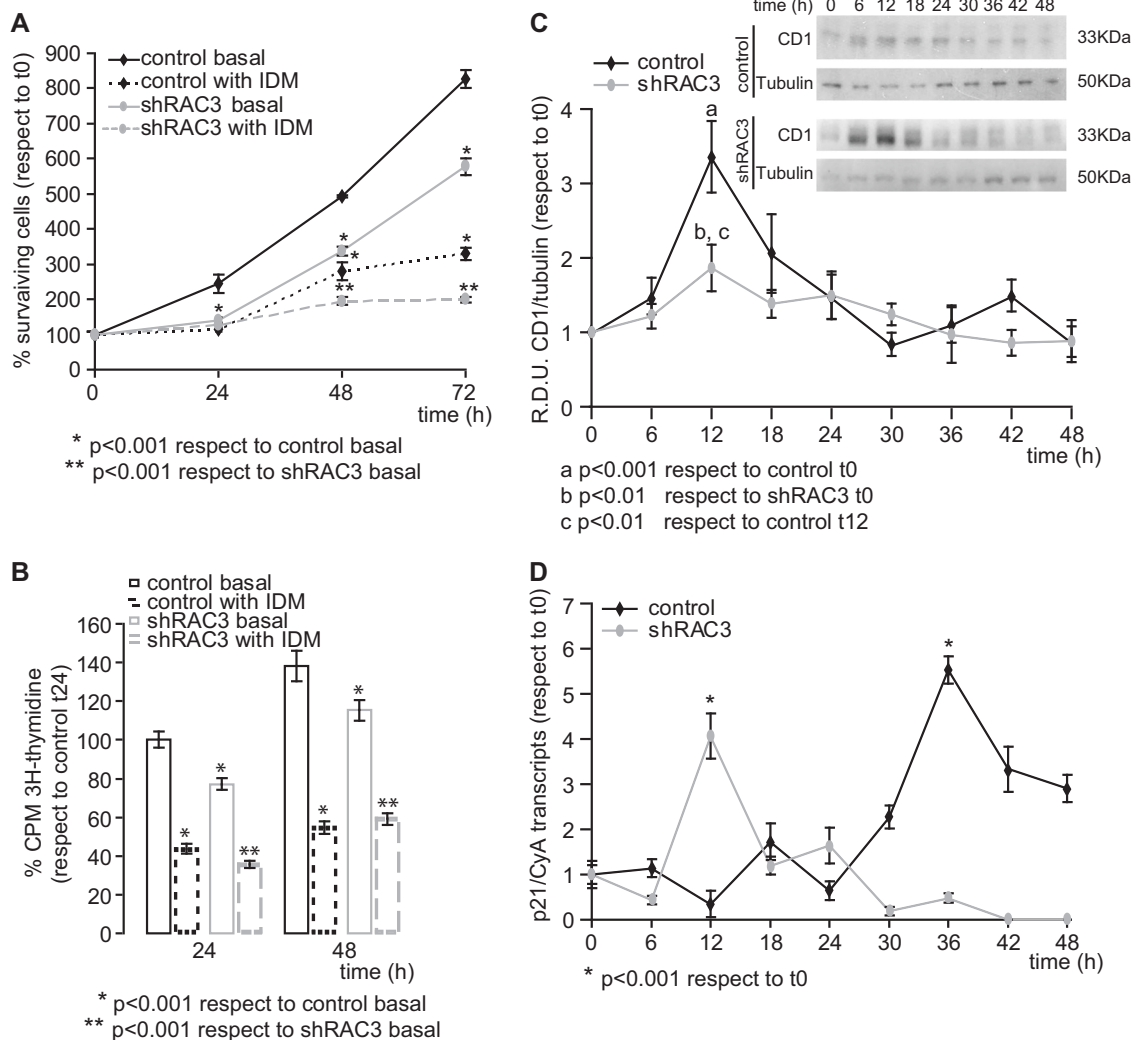 A
% survaiving cells (respect to t0)
900
800
700
600
500
400
300
200
100
0
control basal
control with IDM
shRAC3 basal
shRAC3 with IDM
*
*
*
*
*
**
**
0 24 48 72
time (h)
* p<0.001 respect to control basal
** p<0.001 respect to shRAC3 basal
B
% CPM 3H-thymidine
(respect to control t24)
control basal
control with IDM
shRAC3 basal
shRAC3 with IDM
160
140
120
100
80
60
40
20
0
*
*
**
*
*
**
24 48
time (h)
* p<0.001 respect to control basal
** p<0.001 respect to shRAC3 basal
C
time (h) 0 6 12 18 24 30 36 42 48
control
CD1 33KDa
Tubulin 50KDa
shRAC3
CD1 33KDa
Tubulin 50KDa
control
shRAC3
R.D.U. CD1/tubulin (respect to t0)
4
3
2
1
0
a
b, c
0 6 12 18 24 30 36 42 48
time (h)
a p<0.001 respect to control t0
b p<0.01 respect to shRAC3 t0
c p<0.01 respect to control t12
D
p21/CyA transcripts (respect to t0)
control
shRAC3
7
6
5
4
3
2
1
0
*
*
0 6 12 18 24 30 36 42 48
time (h)
* p<0.001 respect to t0